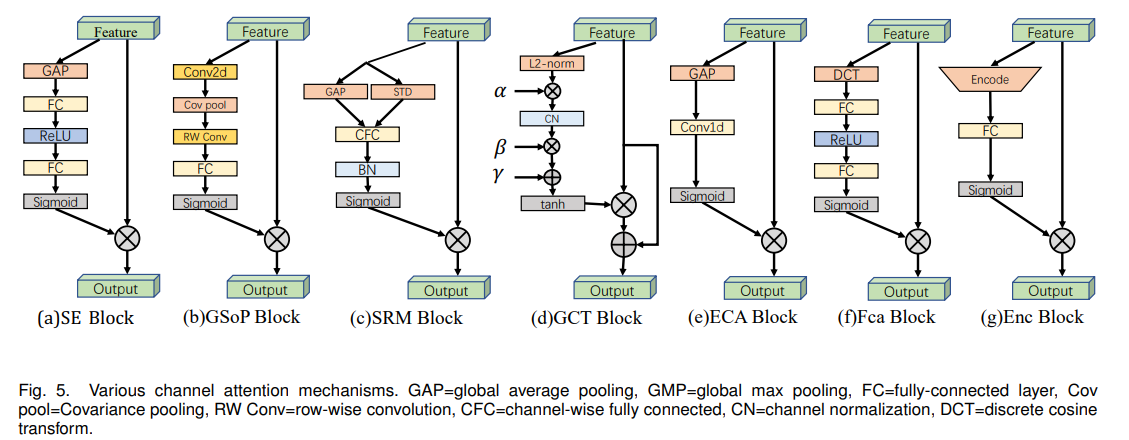 Feature Feature Feature Feature Feature Feature Feature
GAP Conv2d L2-norm GAP DCT Encode
α
GAP STD
FC Cov pool CN FC
ReLU RW Conv CFC β Conv1d ReLU FC
FC FC BN γ FC
Sigmoid Sigmoid Sigmoid tanh Sigmoid Sigmoid Sigmoid
Output Output Output Output Output Output Output
(a)SE Block (b)GSoP Block (c)SRM Block (d)GCT Block (e)ECA Block (f)Fca Block (g)Enc Block
Fig. 5. Various channel attention mechanisms. GAP=global average pooling, GMP=global max pooling, FC=fully-connected layer, Cov
pool=Covariance pooling, RW Conv=row-wise convolution, CFC=channel-wise fully connected, CN=channel normalization, DCT=discrete cosine
transform.